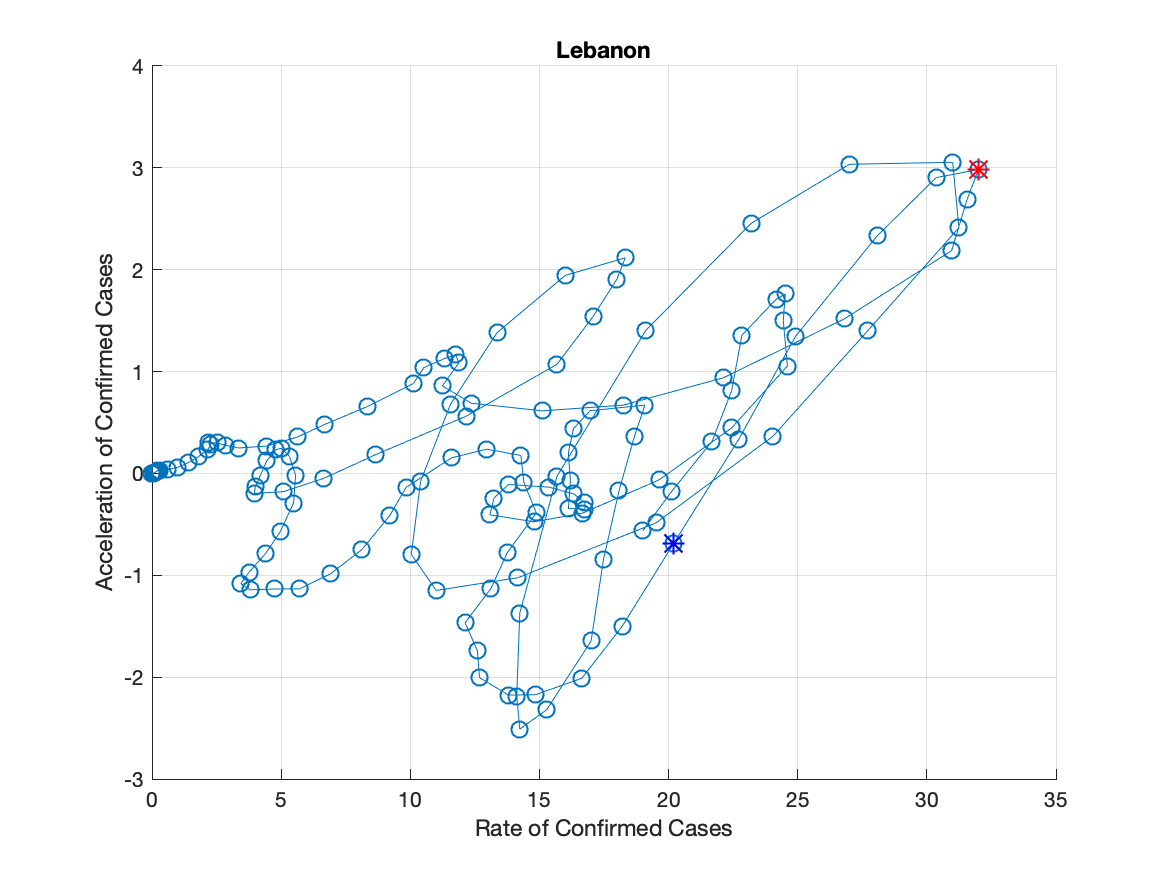 Lebanon
4
3
2
1
0
-1
-2
-3
Acceleration of Confirmed Cases
0 5 10 15 20 25 30 35
Rate of Confirmed Cases